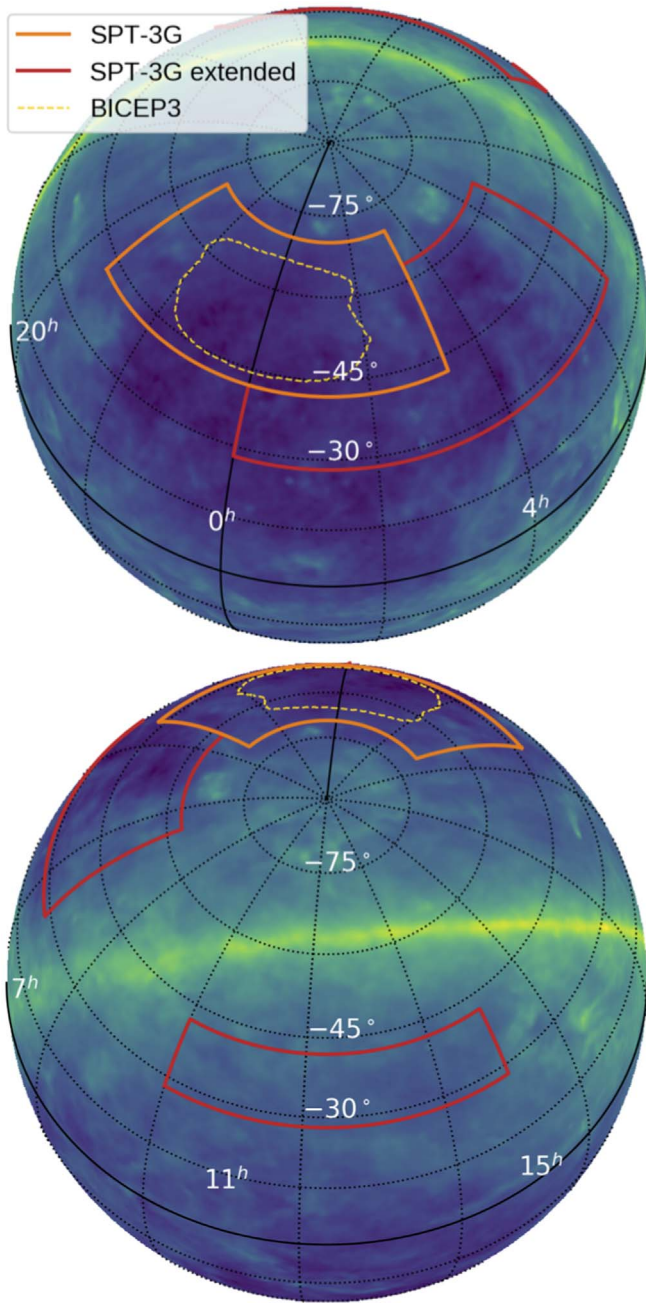 SPT-3G
SPT-3G extended
BICEP3
−75°
20ʰ
−45°
−30°
0ʰ
4ʰ
−75°
7ʰ
−45°
−30°
11ʰ
15ʰ